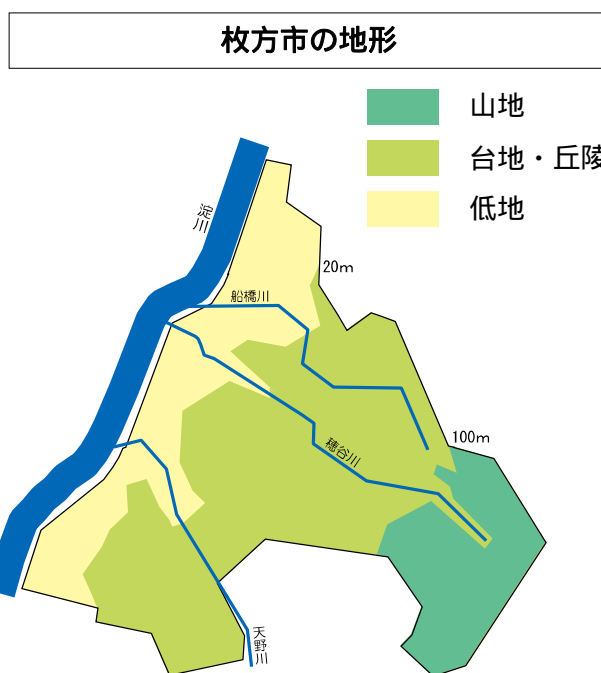 枚方市の地形
山地
台地・丘陵
低地
淀川
20m
船橋川
100m
穂谷川
天野川